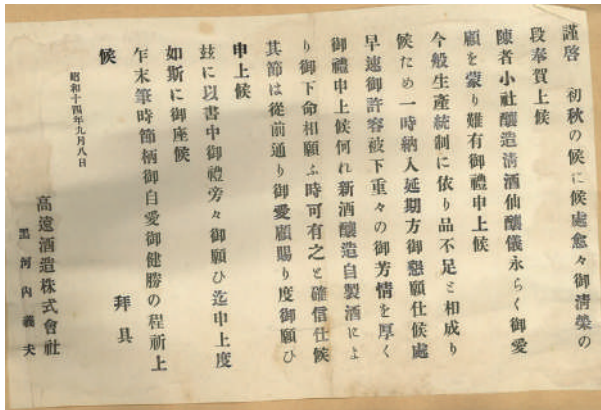 謹啓 初秋の候に候處愈々御淸榮の
段奉賀上候
陳者小社釀造淸酒仙釀儀永らく御愛
顧を蒙り難有御禮申上候
今般生產統制に依り品不足と相成り
候ため一時納入延期方御懇願仕候處
早速御許容被下重々の御芳情を厚く
御禮申上候何れ新酒釀造自製酒によ
り御下命相願ふ時可有之と確信仕候
其節は從前通り御愛顧賜り度御願ひ
申上候
玆に以書中御禮旁々御願ひ迄申上度
如斯に御座候
乍末筆時節柄御自愛御健勝の程祈上
候
拜具
昭和十四年九月八日
高遠酒造株式會社
黑河內義夫